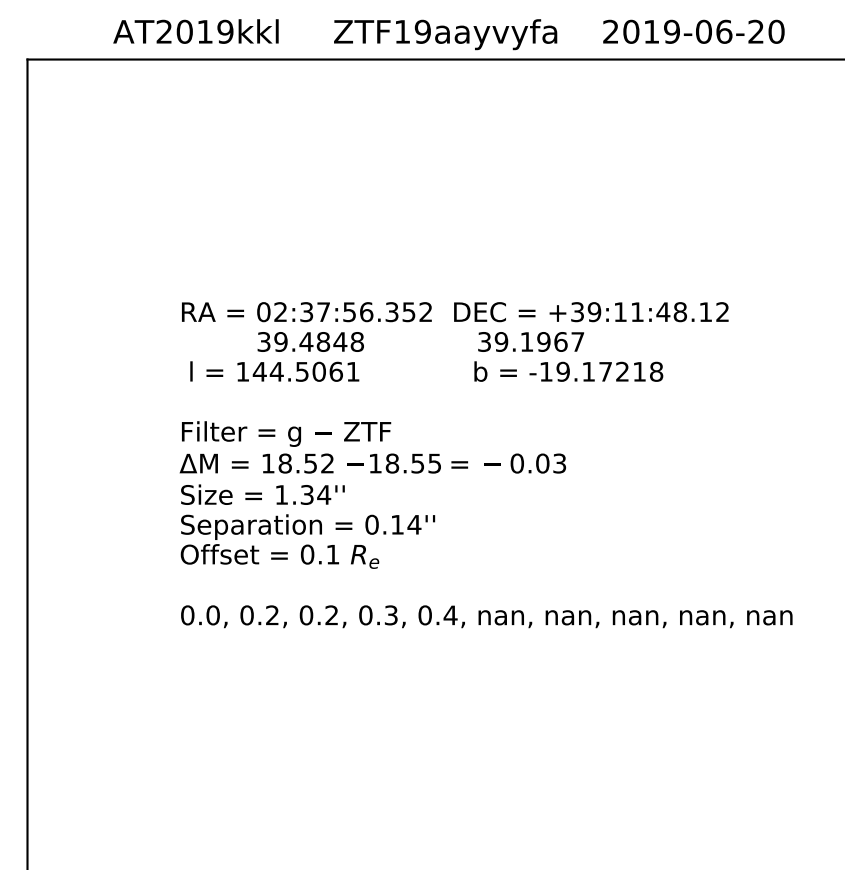 AT2019kkl ZTF19aayvyfa 2019-06-20
RA = 02:37:56.352 DEC = +39:11:48.12
39.4848 39.1967
l = 144.5061 b = -19.17218
Filter = g − ZTF
ΔM = 18.52 −18.55 = − 0.03
Size = 1.34''
Separation = 0.14''
Offset = 0.1 Re
0.0, 0.2, 0.2, 0.3, 0.4, nan, nan, nan, nan, nan